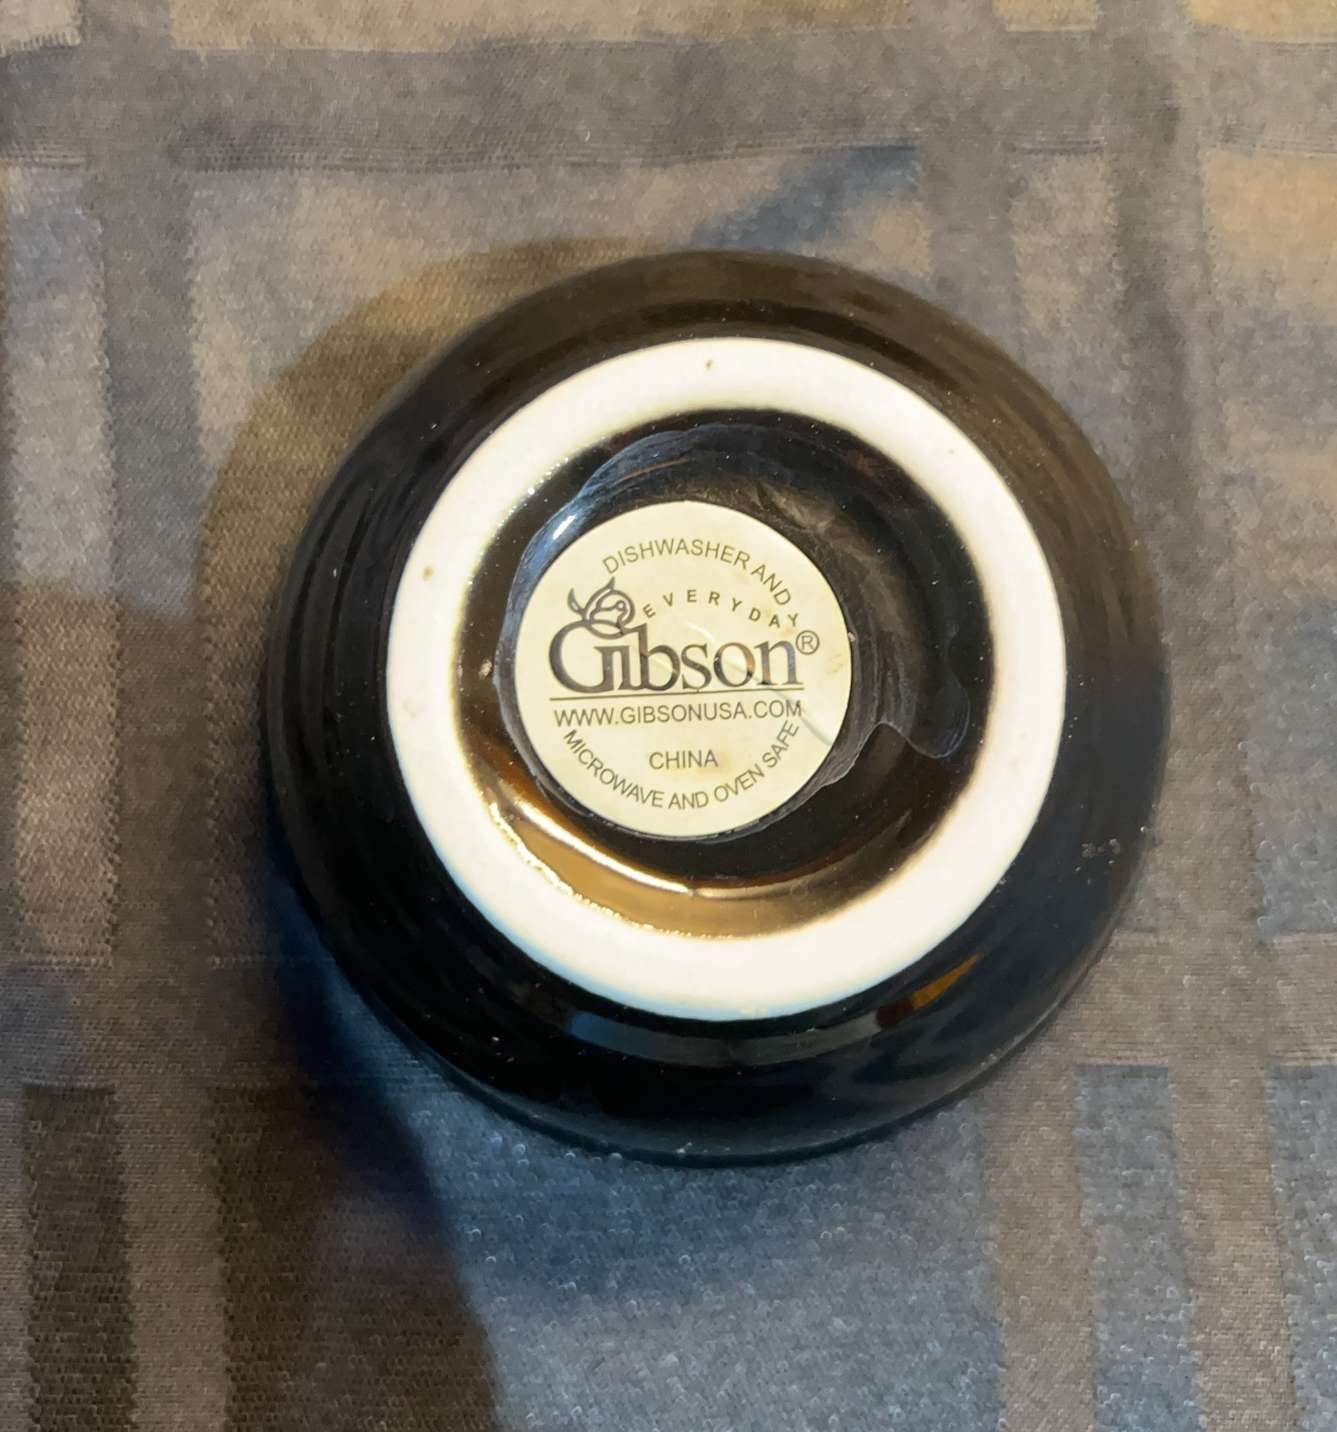 DISHWASHER AND
EVERYDAY
Gibson®
WWW.GIBSONUSA.COM
CHINA
MICROWAVE AND OVEN SAFE